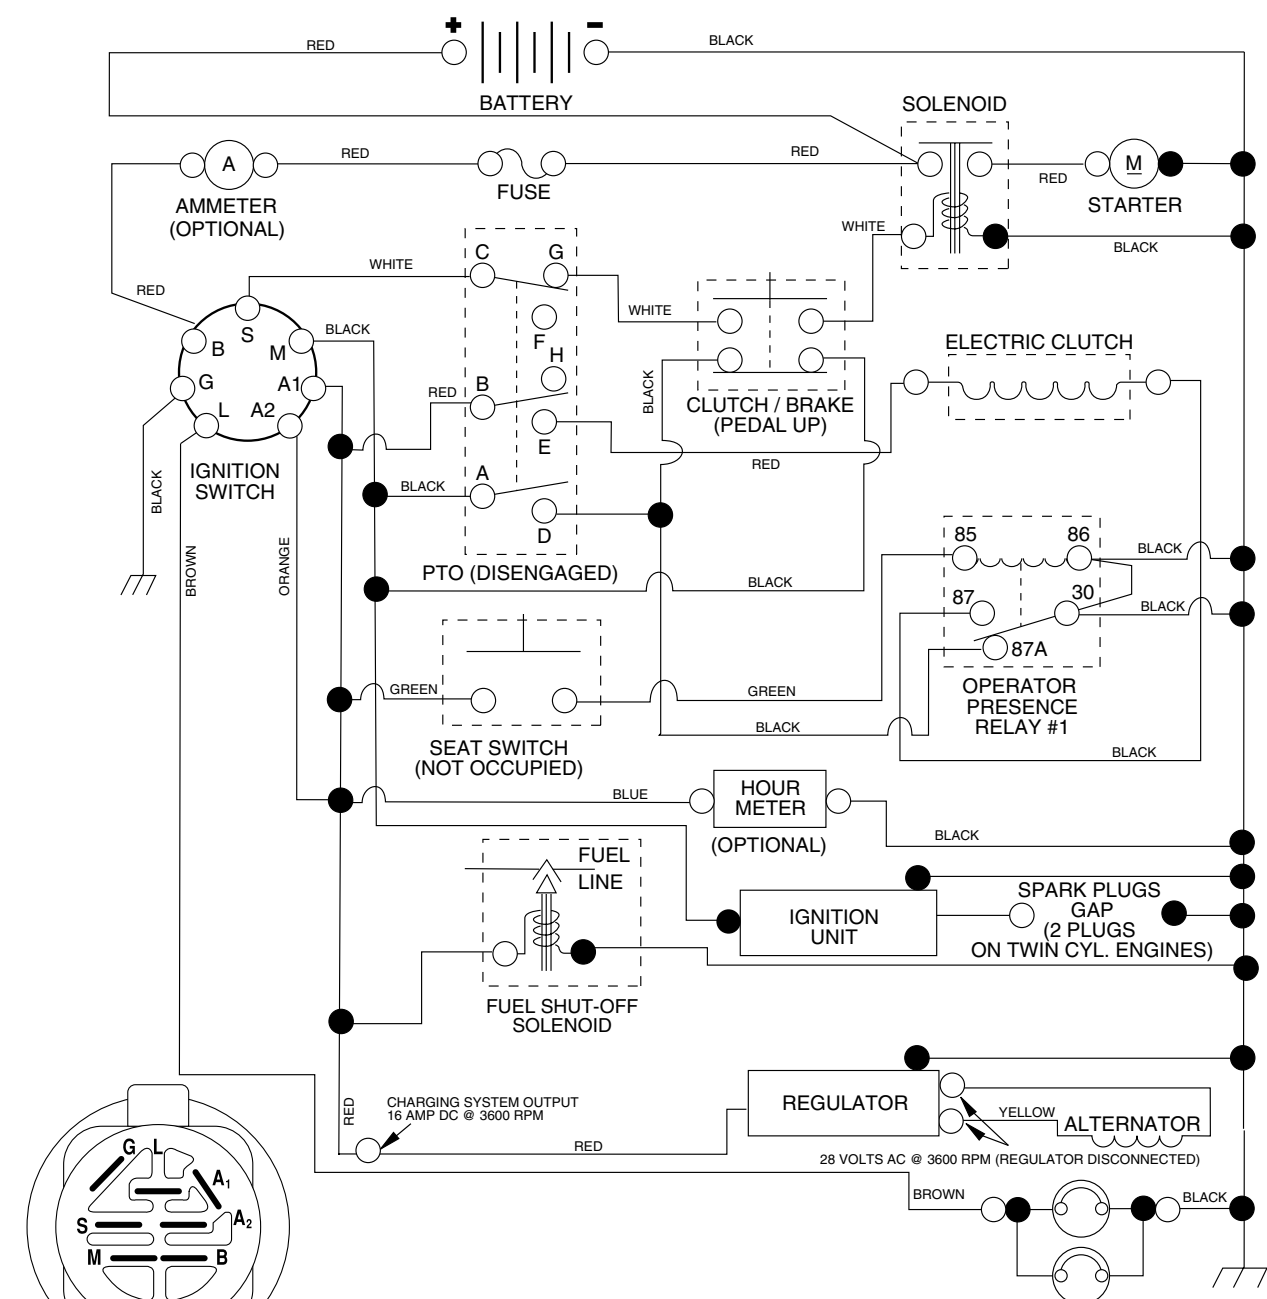 + -
RED
BLACK
BATTERY
SOLENOID
A
RED
RED
M
AMMETER
(OPTIONAL)
FUSE
RED
STARTER
WHITE
BLACK
C G
WHITE
RED
WHITE
S
BLACK
F
B
M
H
ELECTRIC CLUTCH
G
A1
B
RED
BLACK
CLUTCH / BRAKE
(PEDAL UP)
L
A2
E
RED
IGNITION
SWITCH
A
BLACK
BLACK
D
85 86
BLACK
BROWN
ORANGE
PTO (DISENGAGED)
BLACK
87 30
BLACK
87A
GREEN
GREEN
OPERATOR
PRESENCE
RELAY #1
BLACK
SEAT SWITCH
(NOT OCCUPIED)
BLACK
BLUE
HOUR
METER
(OPTIONAL)
BLACK
FUEL
LINE
IGNITION
UNIT
SPARK PLUGS
GAP
(2 PLUGS
ON TWIN CYL. ENGINES)
FUEL SHUT-OFF
SOLENOID
RED
CHARGING SYSTEM OUTPUT
16 AMP DC @ 3600 RPM
REGULATOR
YELLOW
ALTERNATOR
RED
28 VOLTS AC @ 3600 RPM (REGULATOR DISCONNECTED)
BROWN
BLACK
G L
A1
S
A2
M B